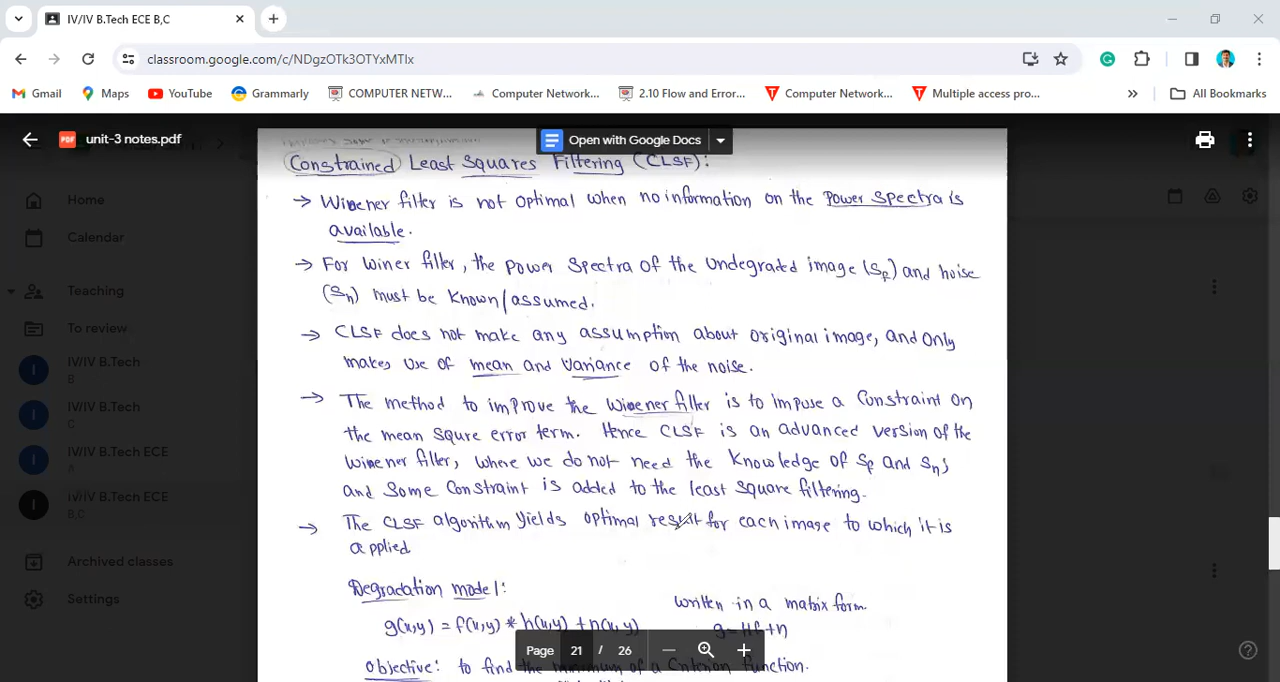 IV/IV B.Tech ECE B,C
classroom.google.com/c/NDgzOTk3OTYxMTIx
Gmail
Maps
YouTube
Grammarly
COMPUTER NETW...
Computer Network...
2.10 Flow and Error...
Computer Network...
Multiple access pro...
All Bookmarks
unit-3 notes.pdf
Open with Google Docs
Home
Calendar
Teaching
To review
IV/IV B.Tech
B
IV/IV B.Tech
C
IV/IV B.Tech ECE
A
IV/IV B.Tech ECE
B,C
Archived classes
Settings
Constrained Least Squares Filtering (CLSF):
→ Wiener filter is not optimal when no information on the power spectra is
available.
→ For winer filler, the power spectra of the undegraded image (Sf) and noise
(Sn) must be known/assumed.
→ CLSF does not make any assumption about original image, and only
makes use of mean and variance of the noise.
→ The method to improve the wiener filter is to impose a constraint on
the mean squre error term. Hence CLSF is an advanced version of the
wiener filler, where we do not need the knowledge of Sf and Sn,
and some constraint is added to the least square filtering.
→ The CLSF algorithm yields optimal result for each image to which it is
applied
Degradation model:
written in a matrix form
g(x,y) = f(x,y) * h(x,y) + n(x,y)
g=Hf+n
Objective: to find the minimum of a criterion function.
Page 21 / 26